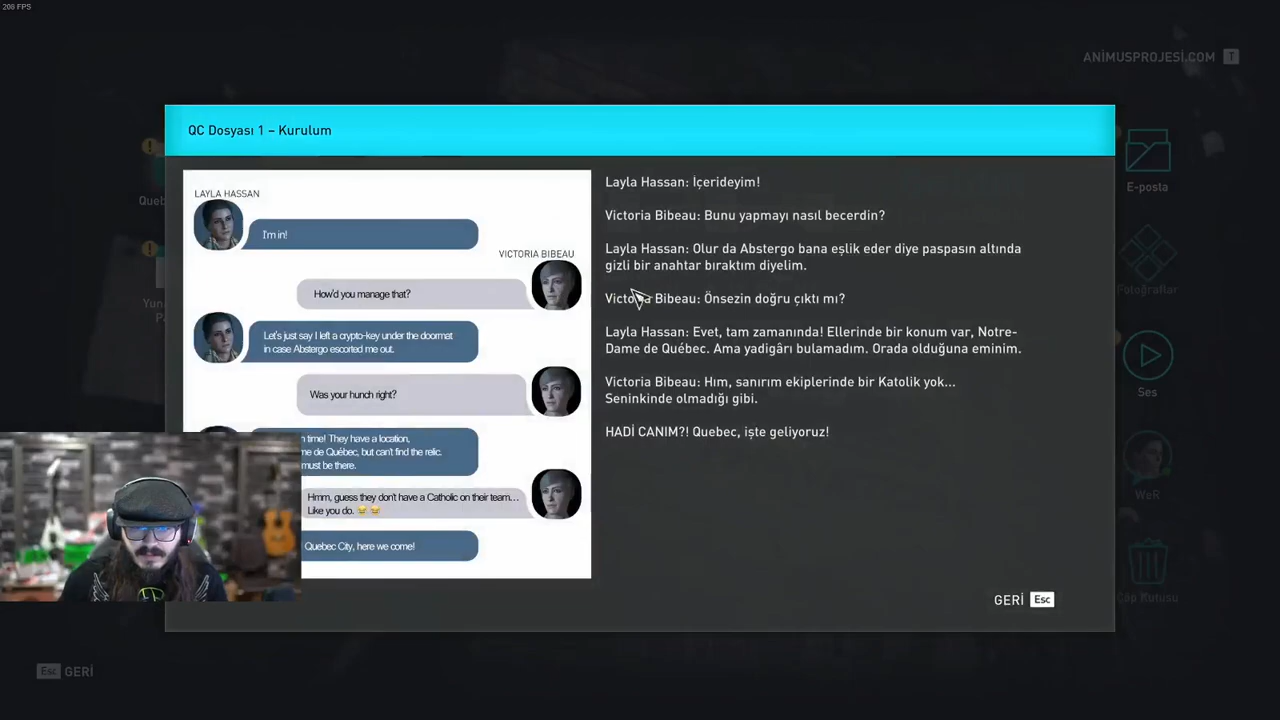 208 FPS
ANİMUSPROJESİ.COM T
QC Dosyası 1 – Kurulum
LAYLA HASSAN
I'm in!
VICTORIA BIBEAU
How'd you manage that?
Let's just say I left a crypto-key under the doormat
in case Abstergo escorted me out.
Was your hunch right?
time! They have a location,
de Québec, but can't find the relic.
must be there.
Hmm, guess they don't have a Catholic on their team...
Like you do. 😂 😂
Quebec City, here we come!
Layla Hassan: İçerideyim!
Victoria Bibeau: Bunu yapmayı nasıl becerdin?
Layla Hassan: Olur da Abstergo bana eşlik eder diye paspasın altında
gizli bir anahtar bıraktım diyelim.
Victoria Bibeau: Önsezin doğru çıktı mı?
Layla Hassan: Evet, tam zamanında! Ellerinde bir konum var, Notre-
Dame de Québec. Ama yadigârı bulamadım. Orada olduğuna eminim.
Victoria Bibeau: Hım, sanırım ekiplerinde bir Katolik yok...
Seninkinde olmadığı gibi.
HADİ CANIM?! Quebec, işte geliyoruz!
GERİ Esc
E-posta
Fotoğraflar
Ses
WeR
Çöp Kutusu
Esc GERİ